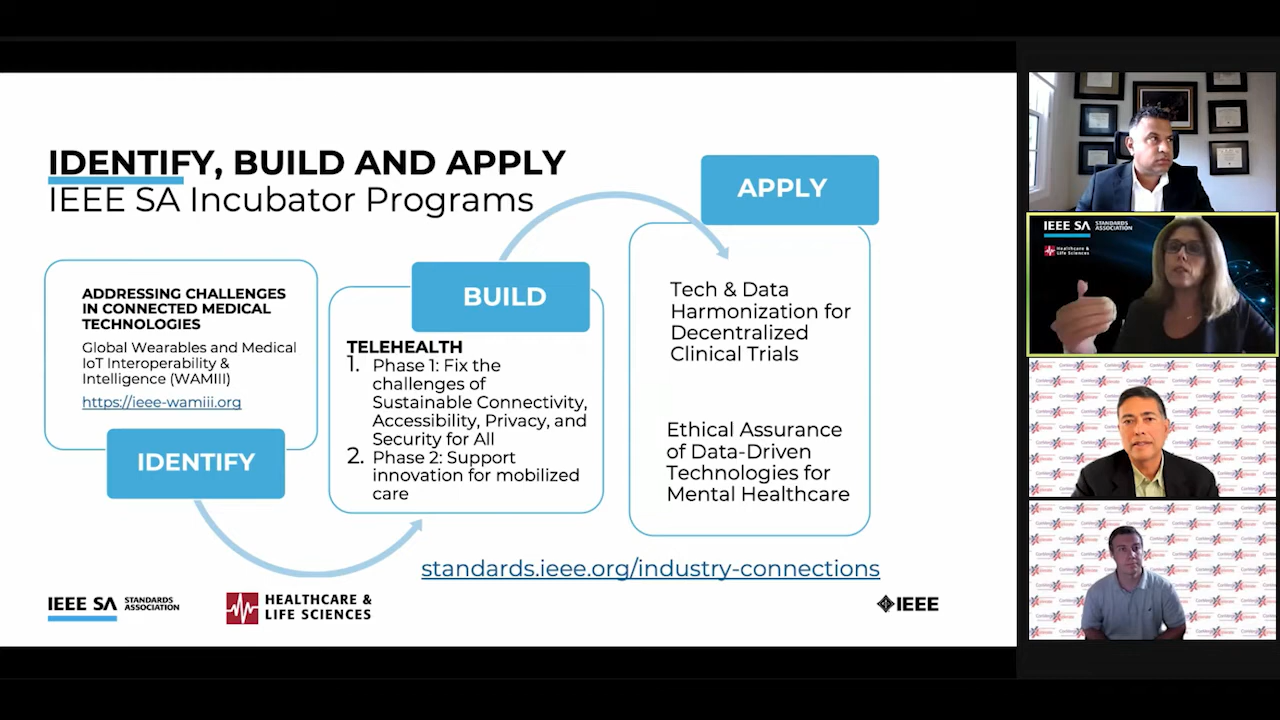 IDENTIFY, BUILD AND APPLY
IEEE SA Incubator Programs
ADDRESSING CHALLENGES
IN CONNECTED MEDICAL
TECHNOLOGIES
Global Wearables and Medical
IoT Interoperability &
Intelligence (WAMIII)
https://ieee-wamiii.org
IDENTIFY
BUILD
TELEHEALTH
1. Phase 1: Fix the
challenges of
Sustainable Connectivity,
Accessibility, Privacy, and
Security for All
2. Phase 2: Support
innovation for mobilized
care
APPLY
Tech & Data
Harmonization for
Decentralized
Clinical Trials
Ethical Assurance
of Data-Driven
Technologies for
Mental Healthcare
standards.ieee.org/industry-connections
IEEE SA STANDARDS
ASSOCIATION
HEALTHCARE &
LIFE SCIENCES
IEEE
IEEE SA STANDARDS
ASSOCIATION
Healthcare &
Life Sciences